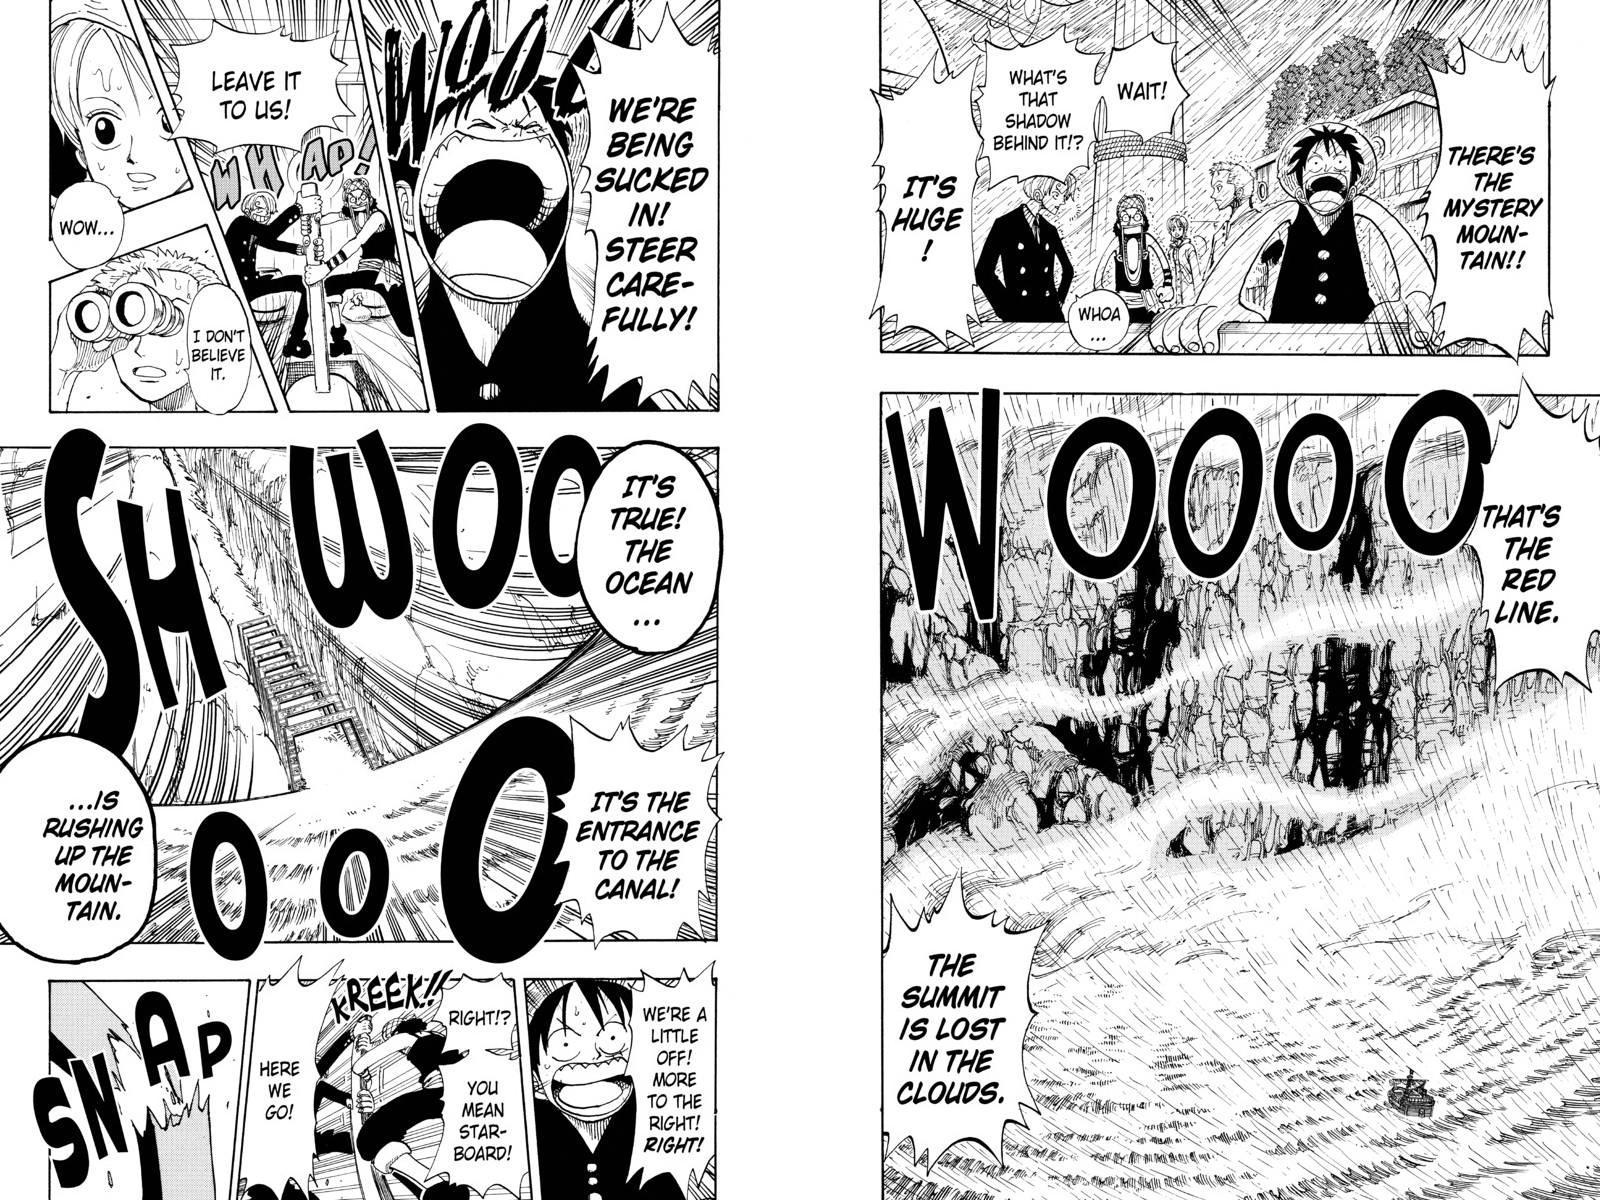 THERE'S
THE
MYSTERY
MOUN-
TAIN!!
WAIT!
WHAT'S
THAT
SHADOW
BEHIND IT!?
WHOA
...
IT'S
HUGE
!
THAT'S
THE
RED
LINE.
WOOOO
THE
SUMMIT
IS LOST
IN THE
CLOUDS.
WE'RE
BEING
SUCKED
IN!
STEER
CARE-
FULLY!
WOOO
LEAVE IT
TO US!
WHAP!
WOW...
I DON'T
BELIEVE
IT.
IT'S
TRUE!
THE
OCEAN
...
SHWOOO
IT'S THE
ENTRANCE
TO THE
CANAL!
OOO
...IS
RUSHING
UP THE
MOUN-
TAIN.
WE'RE A
LITTLE
OFF!
MORE
TO THE
RIGHT!
RIGHT!
RIGHT!?
YOU
MEAN
STAR-
BOARD!
KREEK!!
HERE
WE
GO!
SNAP